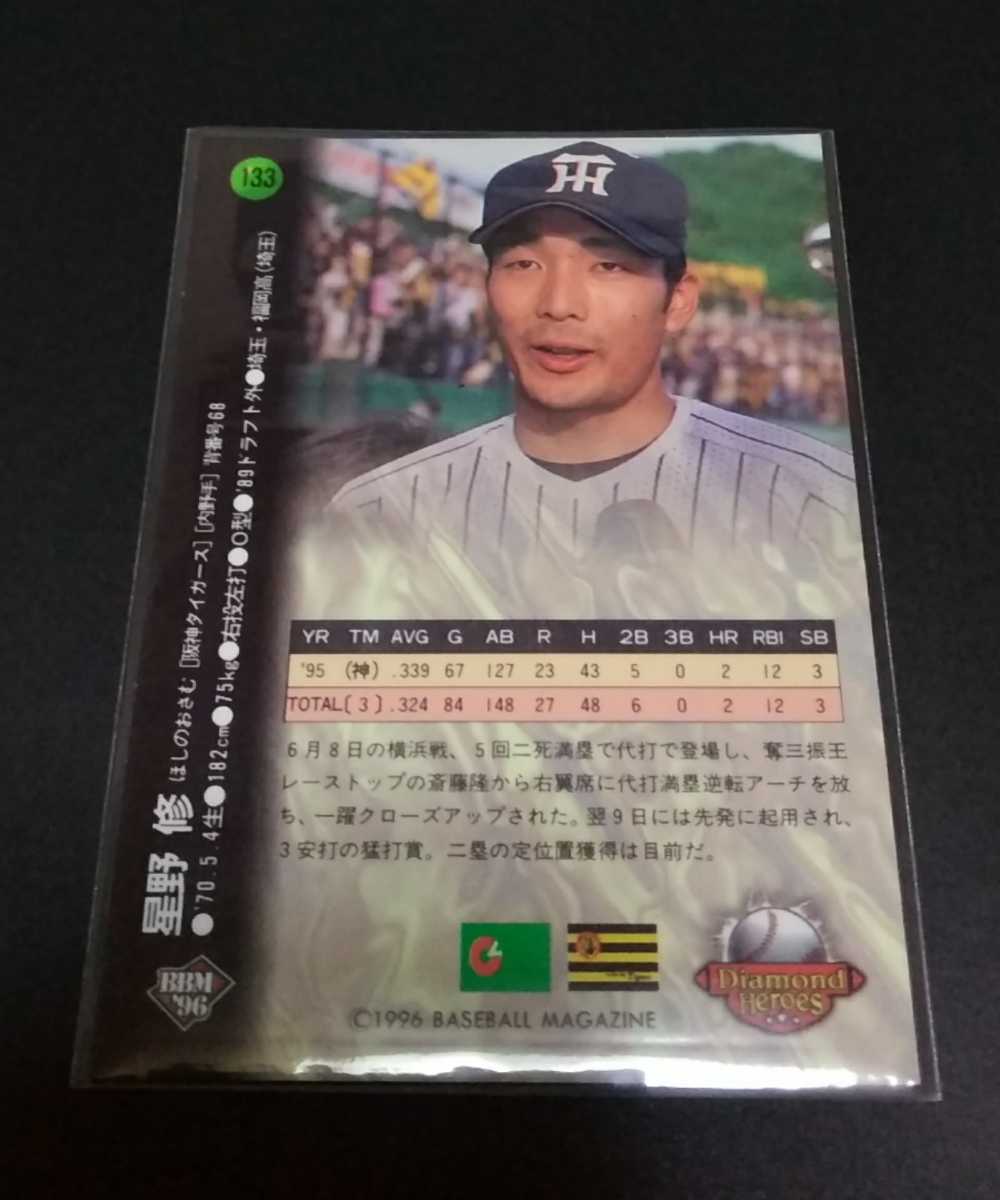 133
星野 修 (ほしのおさむ) [阪神タイガース] [内野手] 背番号68
●'70.5.4生●182cm●75kg●右投左打●O型●'89ドラフト外●埼玉・福岡高(埼玉)
TH
YR TM AVG G AB R H 2B 3B HR RBI SB
'95 (神) .339 67 127 23 43 5 0 2 12 3
TOTAL(3) .324 84 148 27 48 6 0 2 12 3
6月8日の横浜戦、5回二死満塁で代打で登場し、奪三振王
レーストップの斎藤隆から右翼席に代打満塁逆転アーチを放
ち、一躍クローズアップされた。翌9日には先発に起用され、
3安打の猛打賞。二塁の定位置獲得は目前だ。
BBM
'96
Diamond
Heroes
©1996 BASEBALL MAGAZINE